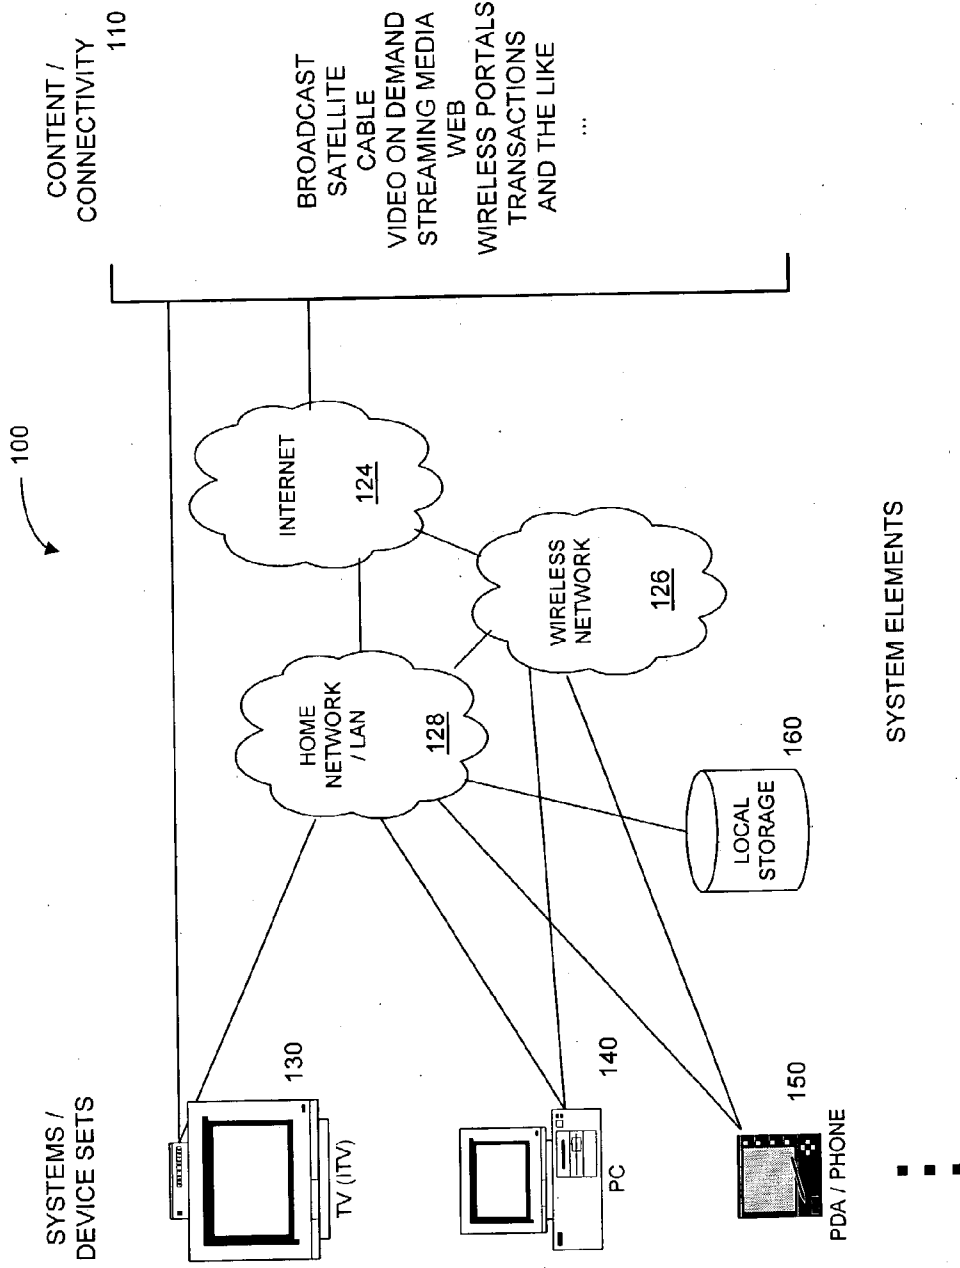 100
SYSTEMS /
DEVICE SETS
CONTENT /
CONNECTIVITY
110
TV (ITV)
130
HOME
NETWORK
/ LAN
128
INTERNET
124
BROADCAST
SATELLITE
CABLE
VIDEO ON DEMAND
STREAMING MEDIA
WEB
WIRELESS PORTALS
TRANSACTIONS
AND THE LIKE
...
PC
140
WIRELESS
NETWORK
126
PDA / PHONE
150
LOCAL
STORAGE
160
SYSTEM ELEMENTS